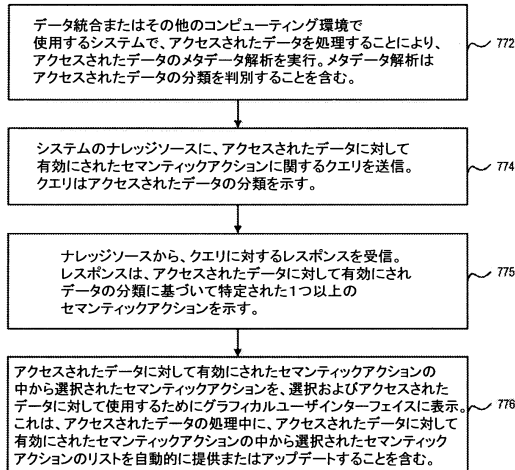 データ統合またはその他のコンピューティング環境で
使用するシステムで、アクセスされたデータを処理することにより、
アクセスされたデータのメタデータ解析を実行。メタデータ解析は
アクセスされたデータの分類を判別することを含む。
772
システムのナレッジソースに、アクセスされたデータに対して
有効にされたセマンティックアクションに関するクエリを送信。
クエリはアクセスされたデータの分類を示す。
774
ナレッジソースから、クエリに対するレスポンスを受信。
レスポンスは、アクセスされたデータに対して有効にされ
データの分類に基づいて特定された1つ以上の
セマンティックアクションを示す。
775
アクセスされたデータに対して有効にされたセマンティックアクションの
中から選択されたセマンティックアクションを、選択およびアクセスされた
データに対して使用するためにグラフィカルユーザインターフェイスに表示。
これは、アクセスされたデータの処理中に、アクセスされたデータに対して
有効にされたセマンティックアクションの中から選択されたセマンティック
アクションのリストを自動的に提供またはアップデートすることを含む。
776